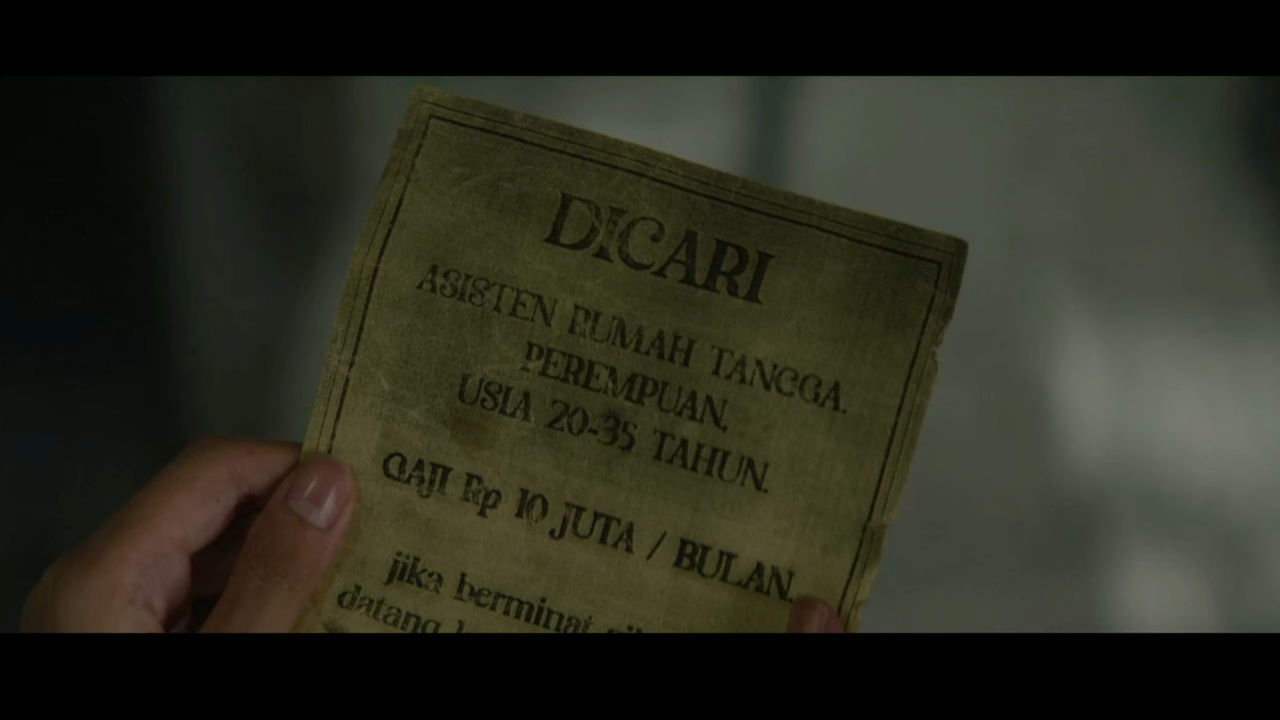 DICARI
ASISTEN RUMAH TANGGA.
PEREMPUAN,
USIA 20-35 TAHUN.
GAJI Rp 10 JUTA / BULAN.
jika berminat
datang